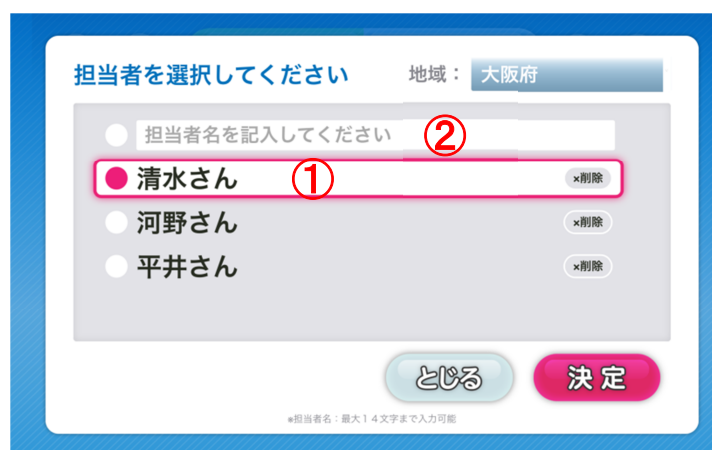 担当者を選択してください 地域： 大阪府
担当者名を記入してください ②
清水さん ① ×削除
河野さん ×削除
平井さん ×削除
とじる 決定
※担当者名：最大１４文字まで入力可能